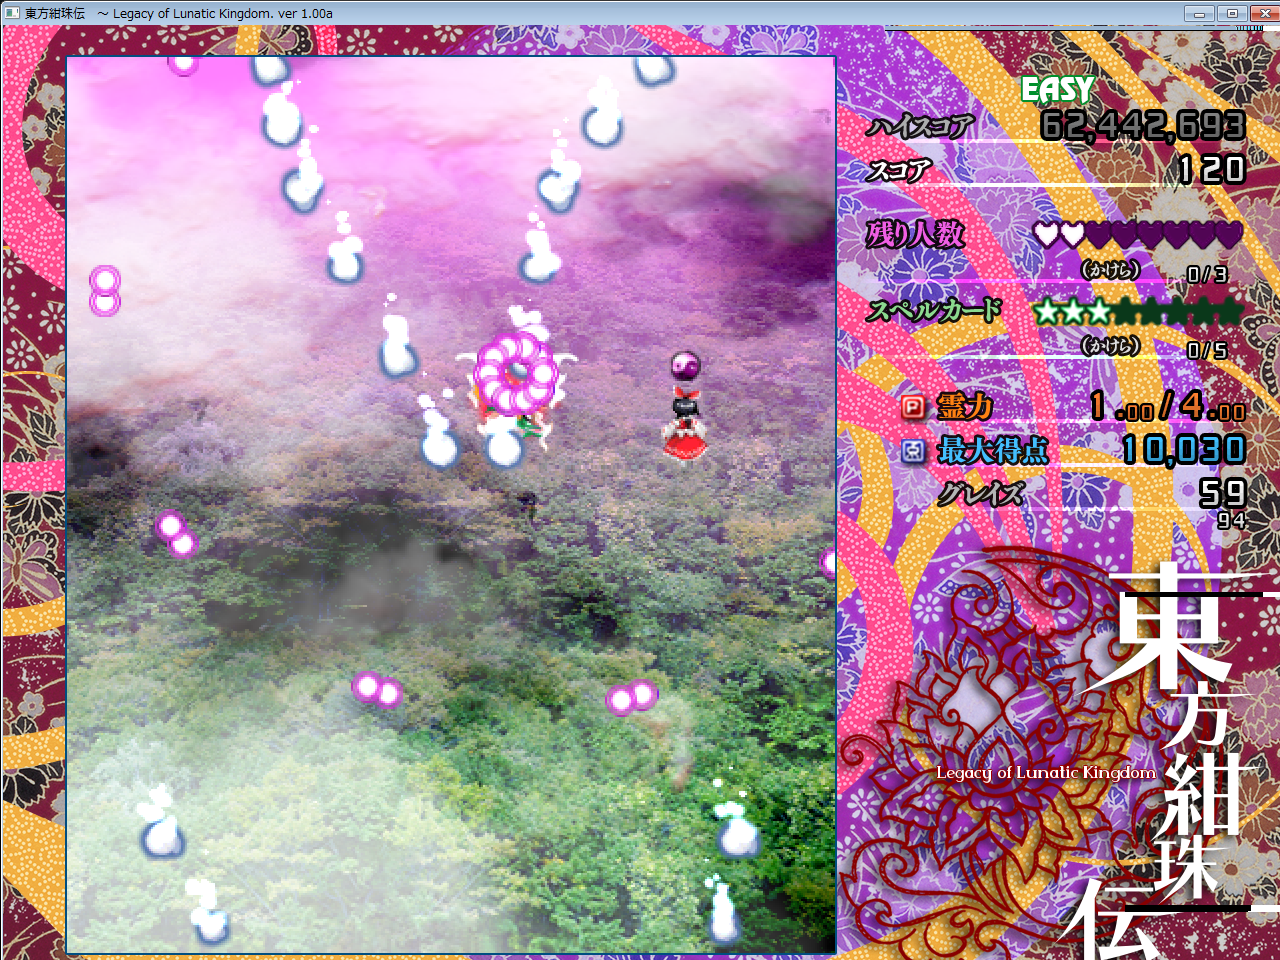 東方紺珠伝　～ Legacy of Lunatic Kingdom. ver 1.00a
EASY
ハイスコア 62,442,693
スコア 120
残り人数
(かけら) 0/3
スペルカード
(かけら) 0/5
P 霊力 1.00/4.00
得 最大得点 10,030
グレイズ 59
94
東方紺珠伝
Legacy of Lunatic Kingdom